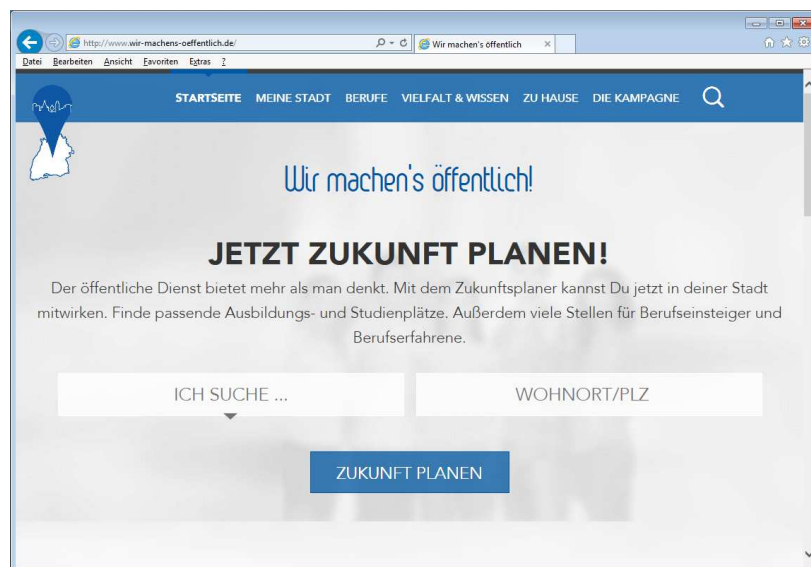 http://www.wir-machens-oeffentlich.de/
Wir machen's öffentlich
Datei Bearbeiten Ansicht Favoriten Extras ?
STARTSEITE MEINE STADT BERUFE VIELFALT & WISSEN ZU HAUSE DIE KAMPAGNE
Wir machen's öffentlich!
JETZT ZUKUNFT PLANEN!
Der öffentliche Dienst bietet mehr als man denkt. Mit dem Zukunftsplaner kannst Du jetzt in deiner Stadt
mitwirken. Finde passende Ausbildungs- und Studienplätze. Außerdem viele Stellen für Berufseinsteiger und
Berufserfahrene.
ICH SUCHE ... WOHNORT/PLZ
ZUKUNFT PLANEN